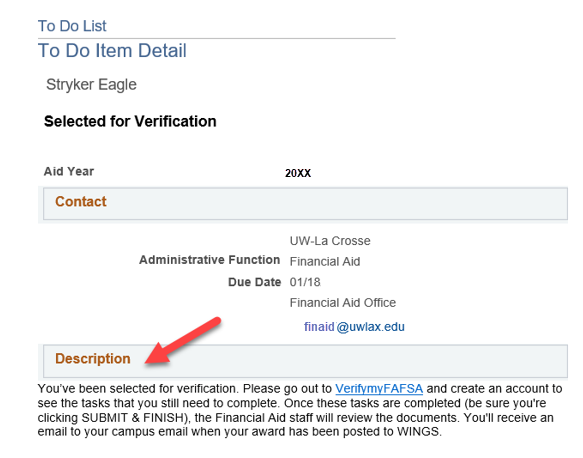 To Do List
To Do Item Detail
Stryker Eagle
Selected for Verification
Aid Year 20XX
Contact
UW-La Crosse
Administrative Function Financial Aid
Due Date 01/18
Financial Aid Office
finaid @uwlax.edu
Description
You've been selected for verification. Please go out to VerifymyFAFSA and create an account to
see the tasks that you still need to complete. Once these tasks are completed (be sure you're
clicking SUBMIT & FINISH), the Financial Aid staff will review the documents. You'll receive an
email to your campus email when your award has been posted to WINGS.